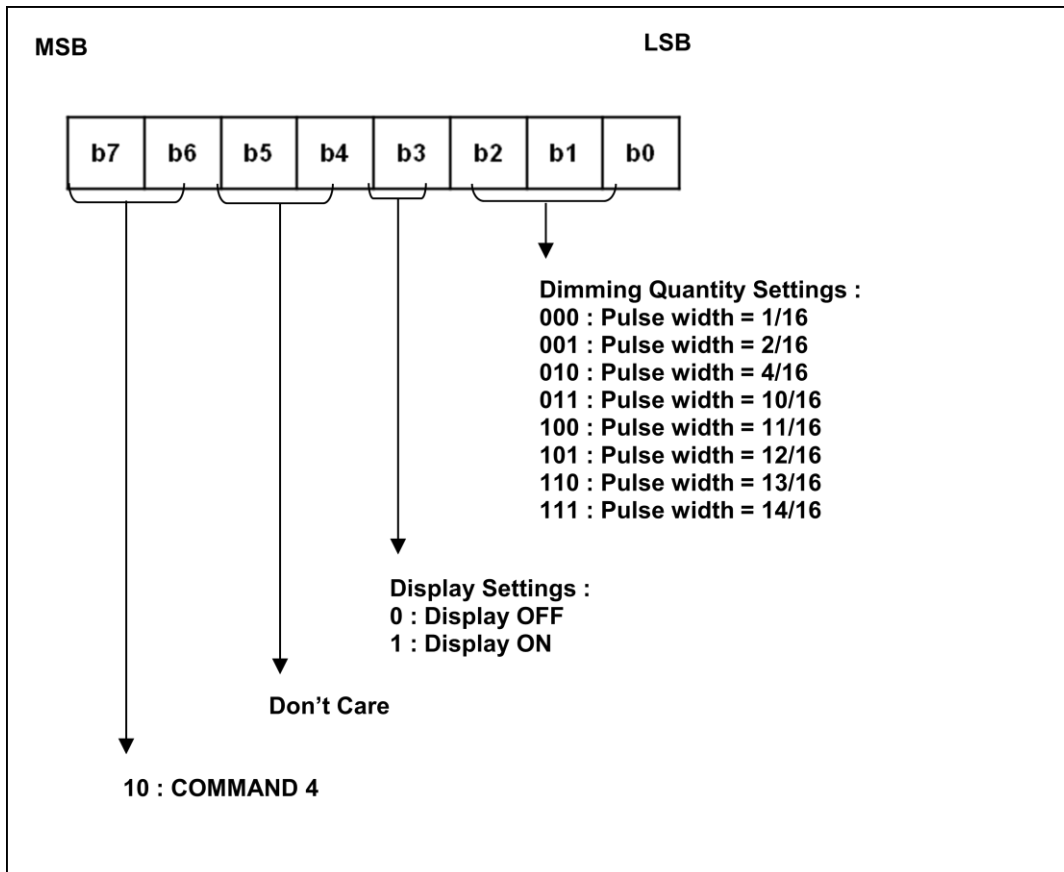 MSB LSB
b7 b6 b5 b4 b3 b2 b1 b0
Dimming Quantity Settings :
000 : Pulse width = 1/16
001 : Pulse width = 2/16
010 : Pulse width = 4/16
011 : Pulse width = 10/16
100 : Pulse width = 11/16
101 : Pulse width = 12/16
110 : Pulse width = 13/16
111 : Pulse width = 14/16
Display Settings :
0 : Display OFF
1 : Display ON
Don’t Care
10 : COMMAND 4